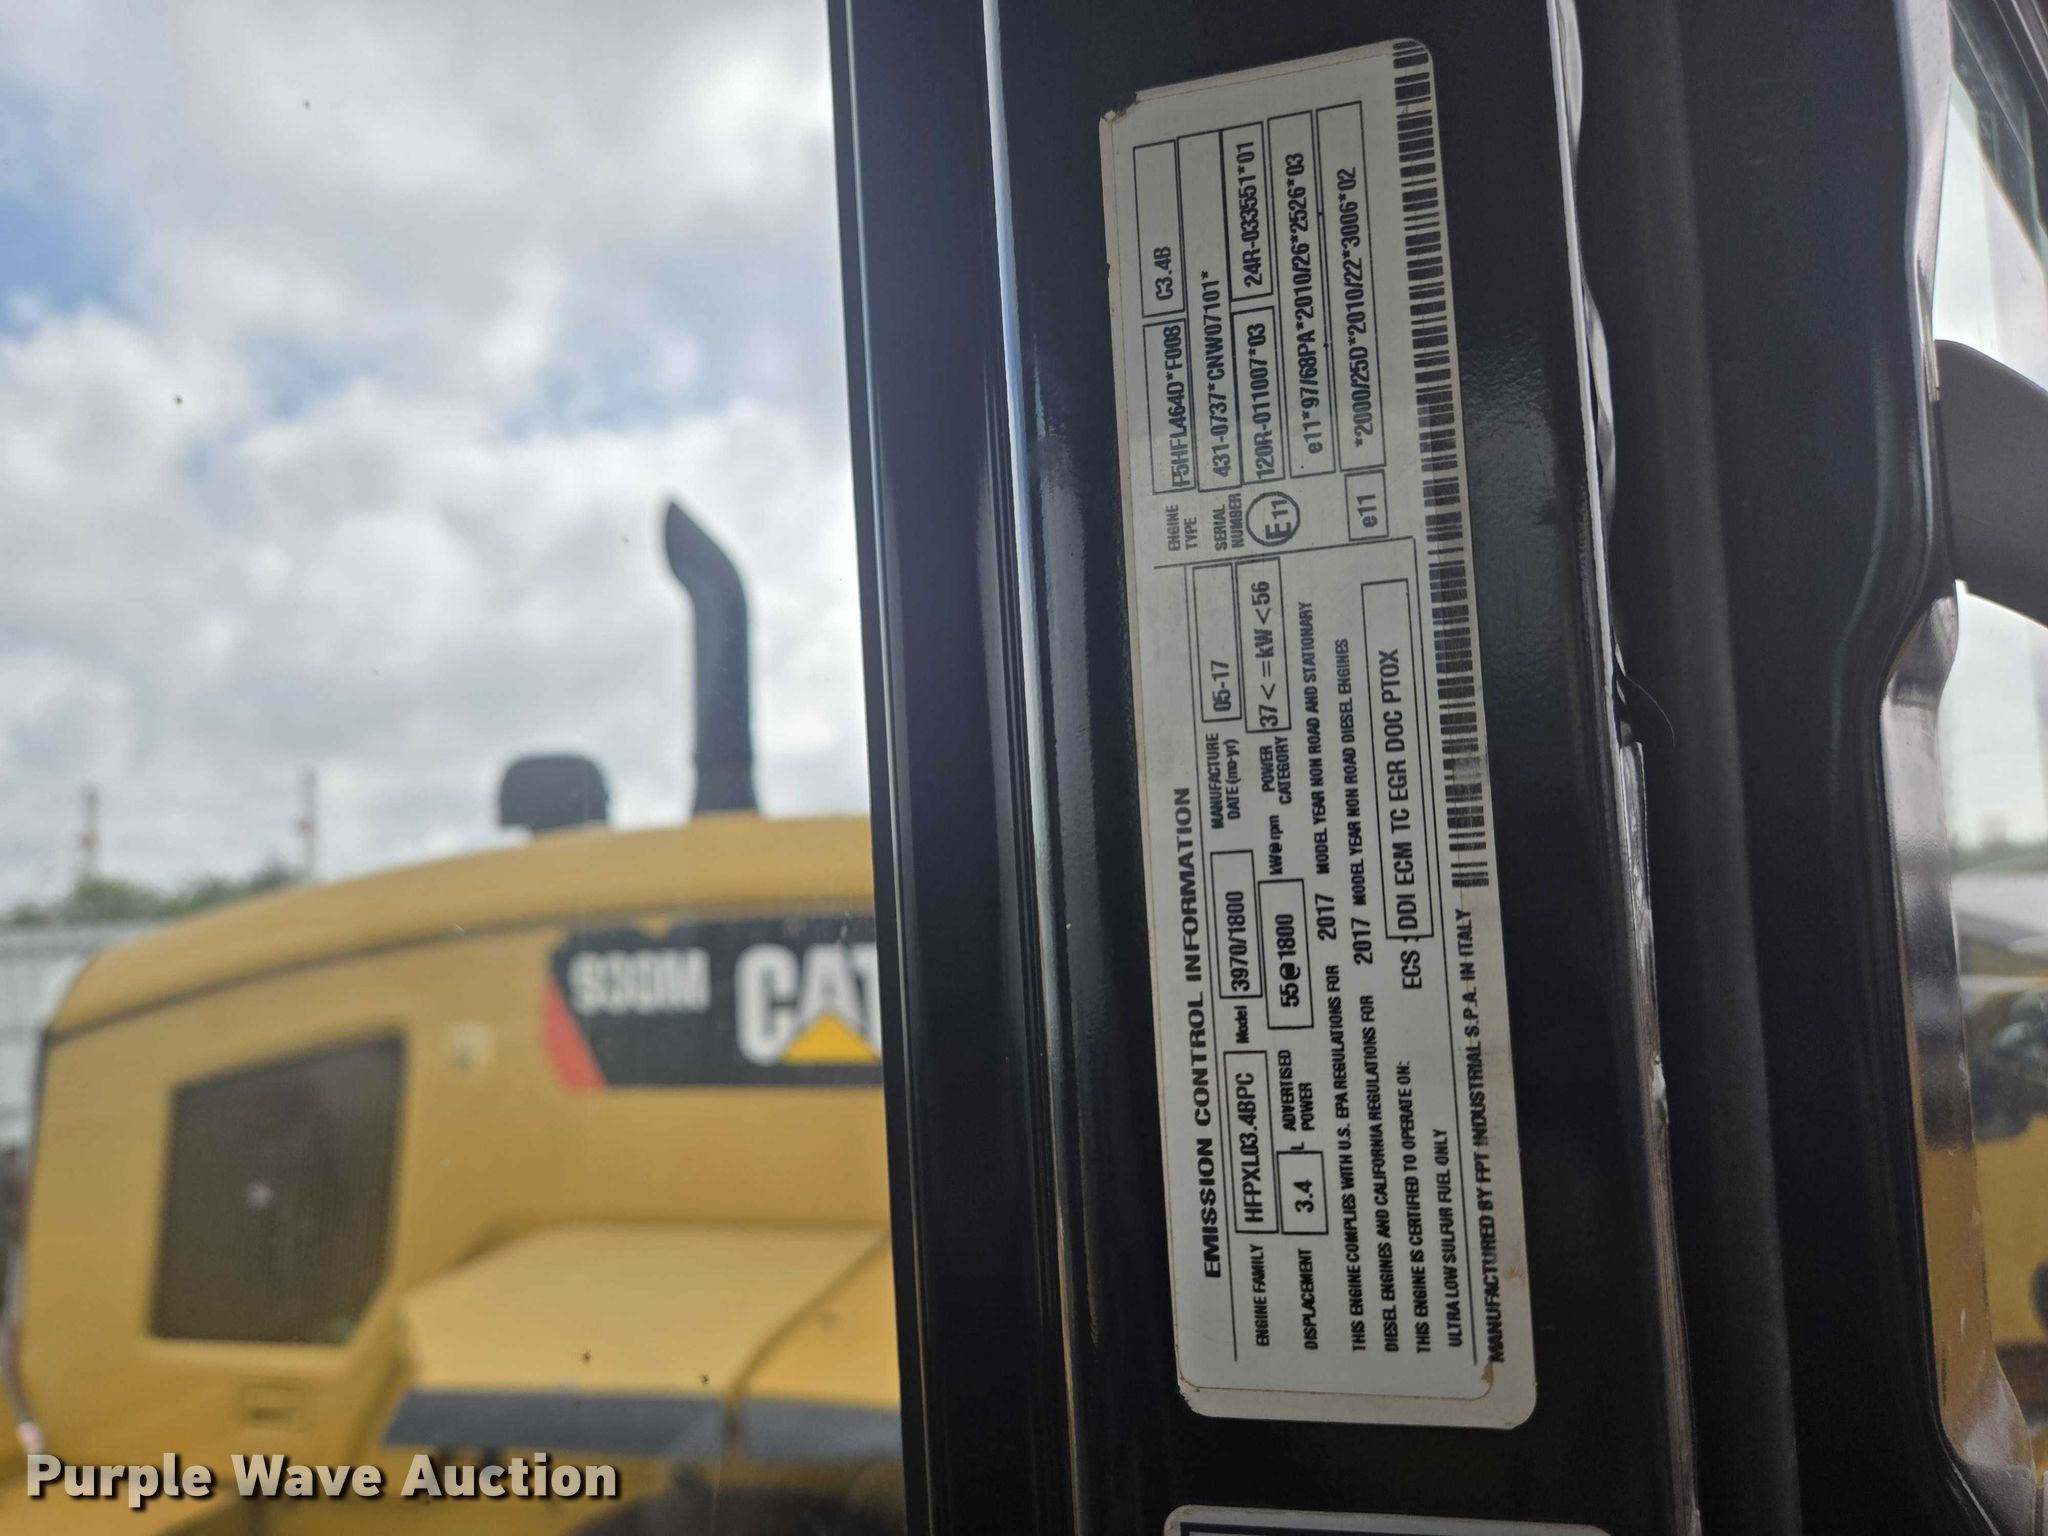 EMISSION CONTROL INFORMATION
ENGINE FAMILY HFPXL03.4BPC Model 3970/1800 MANUFACTURE DATE (mo-yr) 05-17
DISPLACEMENT 3.4 L ADVERTISED POWER 55@1800 kW@rpm POWER CATEGORY 37<=kW<56
THIS ENGINE COMPLIES WITH U.S. EPA REGULATIONS FOR 2017 MODEL YEAR NON ROAD AND STATIONARY
DIESEL ENGINES AND CALIFORNIA REGULATIONS FOR 2017 MODEL YEAR NON ROAD DIESEL ENGINES
THIS ENGINE IS CERTIFIED TO OPERATE ON: ECS : DDI ECM TC EGR DOC PTOX
ULTRA LOW SULFUR FUEL ONLY
MANUFACTURED BY FPT INDUSTRIAL S.P.A. IN ITALY
ENGINE TYPE F5HFL464D*F008 C3.4B
SERIAL NUMBER 431-0737*CNW07101*
E11 120R-011007*03 24R-033551*01
e11*97/68PA*2010/26*2526*03
e11 *2000/25D*2010/22*3006*02
930M CAT
Purple Wave Auction